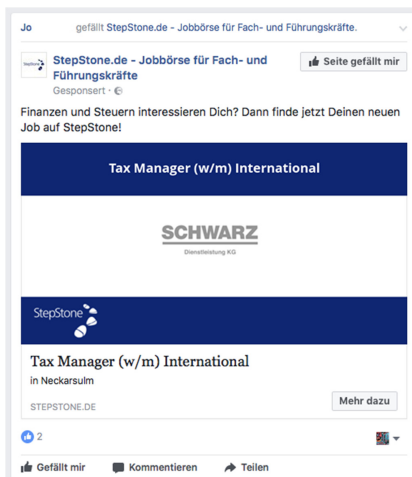 Jo gefällt StepStone.de - Jobbörse für Fach- und Führungskräfte.
StepStone.de - Jobbörse für Fach- und
Führungskräfte
Seite gefällt mir
Gesponsert ·
Finanzen und Steuern interessieren Dich? Dann finde jetzt Deinen neuen
Job auf StepStone!
Tax Manager (w/m) International
SCHWARZ
Dienstleistung KG
StepStone
Tax Manager (w/m) International
in Neckarsulm
STEPSTONE.DE
Mehr dazu
2
Gefällt mir Kommentieren Teilen